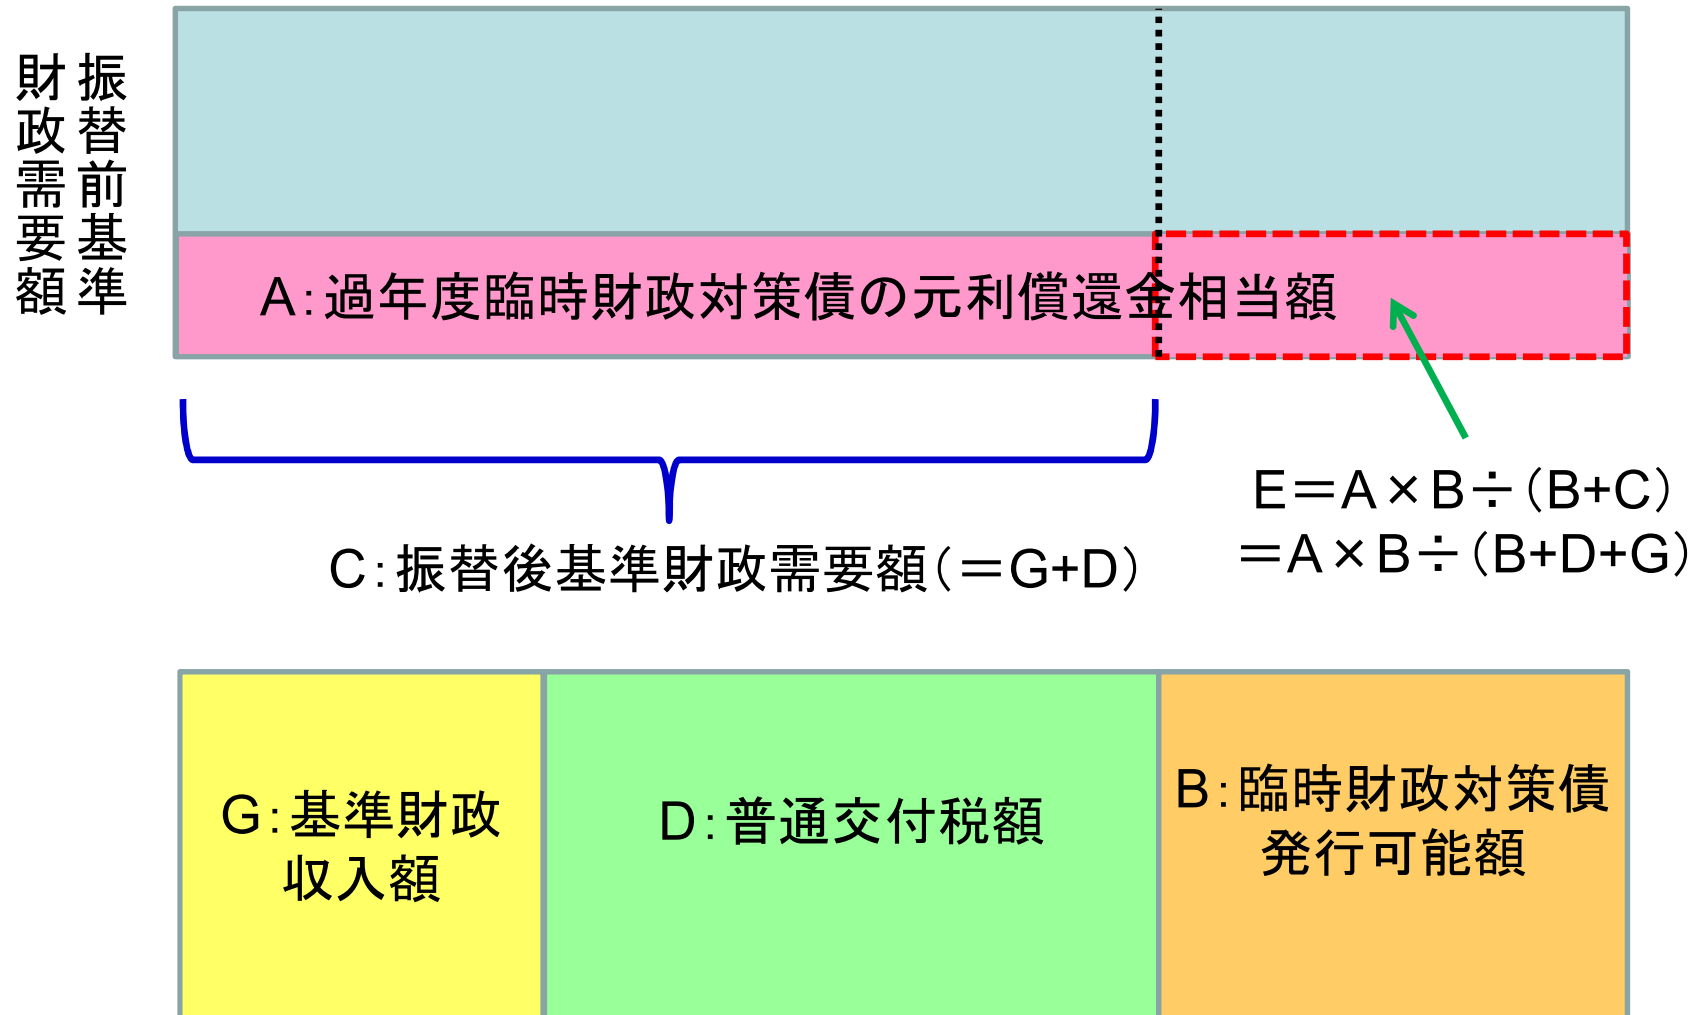 振替前基準
財政需要額
A：過年度臨時財政対策債の元利償還金相当額
E＝A×B÷（B+C）
＝A×B÷（B+D+G）
C：振替後基準財政需要額（＝G+D）
G：基準財政
収入額
D：普通交付税額
B：臨時財政対策債
発行可能額